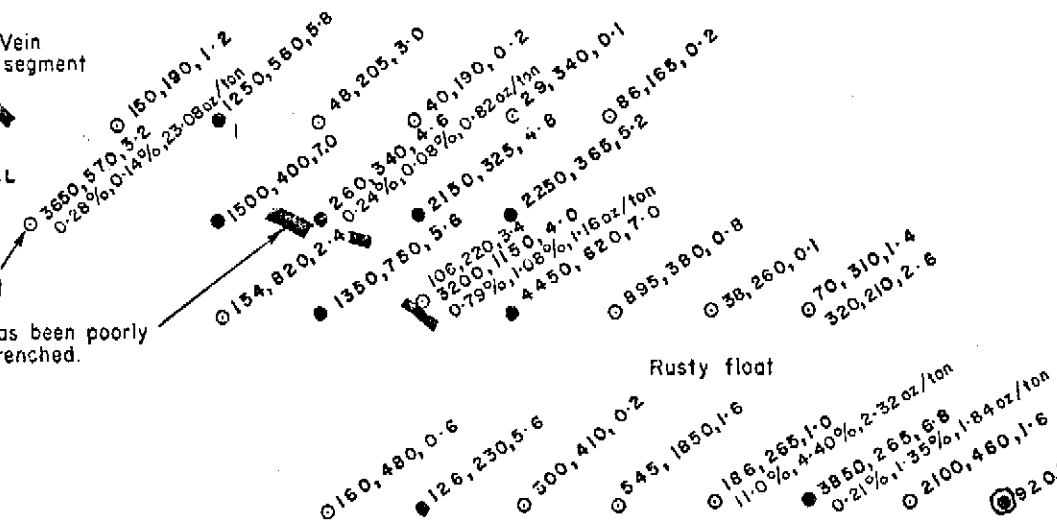 Vein
segment
150,190,1·2
1250,560,5·8
48,205,3·0
40,190,0·2
29,340,0·1
86,165,0·2
3650,570,3·2
0·28%,0·14%,23·08oz/ton
L
1500,400,7.0
260,340,4·6
0·24%,0·08%,0·82oz/ton
2150,325,4·6
2250,365,5·2
154,820,2·4
1350,750,5·6
106,220,3·4
3200,1150,4·0
0·79%,1·08%,1·16oz/ton
4450,620,7·0
895,380,0·8
38,260,0·1
70,310,1·4
320,210,2·6
as been poorly
renched.
Rusty float
160,480,0·6
126,230,5·6
300,410,0·2
545,1850,1·6
186,265,1·0
11·0%,4·40%,2·32oz/ton
3850,265,6·8
0·21%,1·35%,1·84oz/ton
2100,460,1·6
920